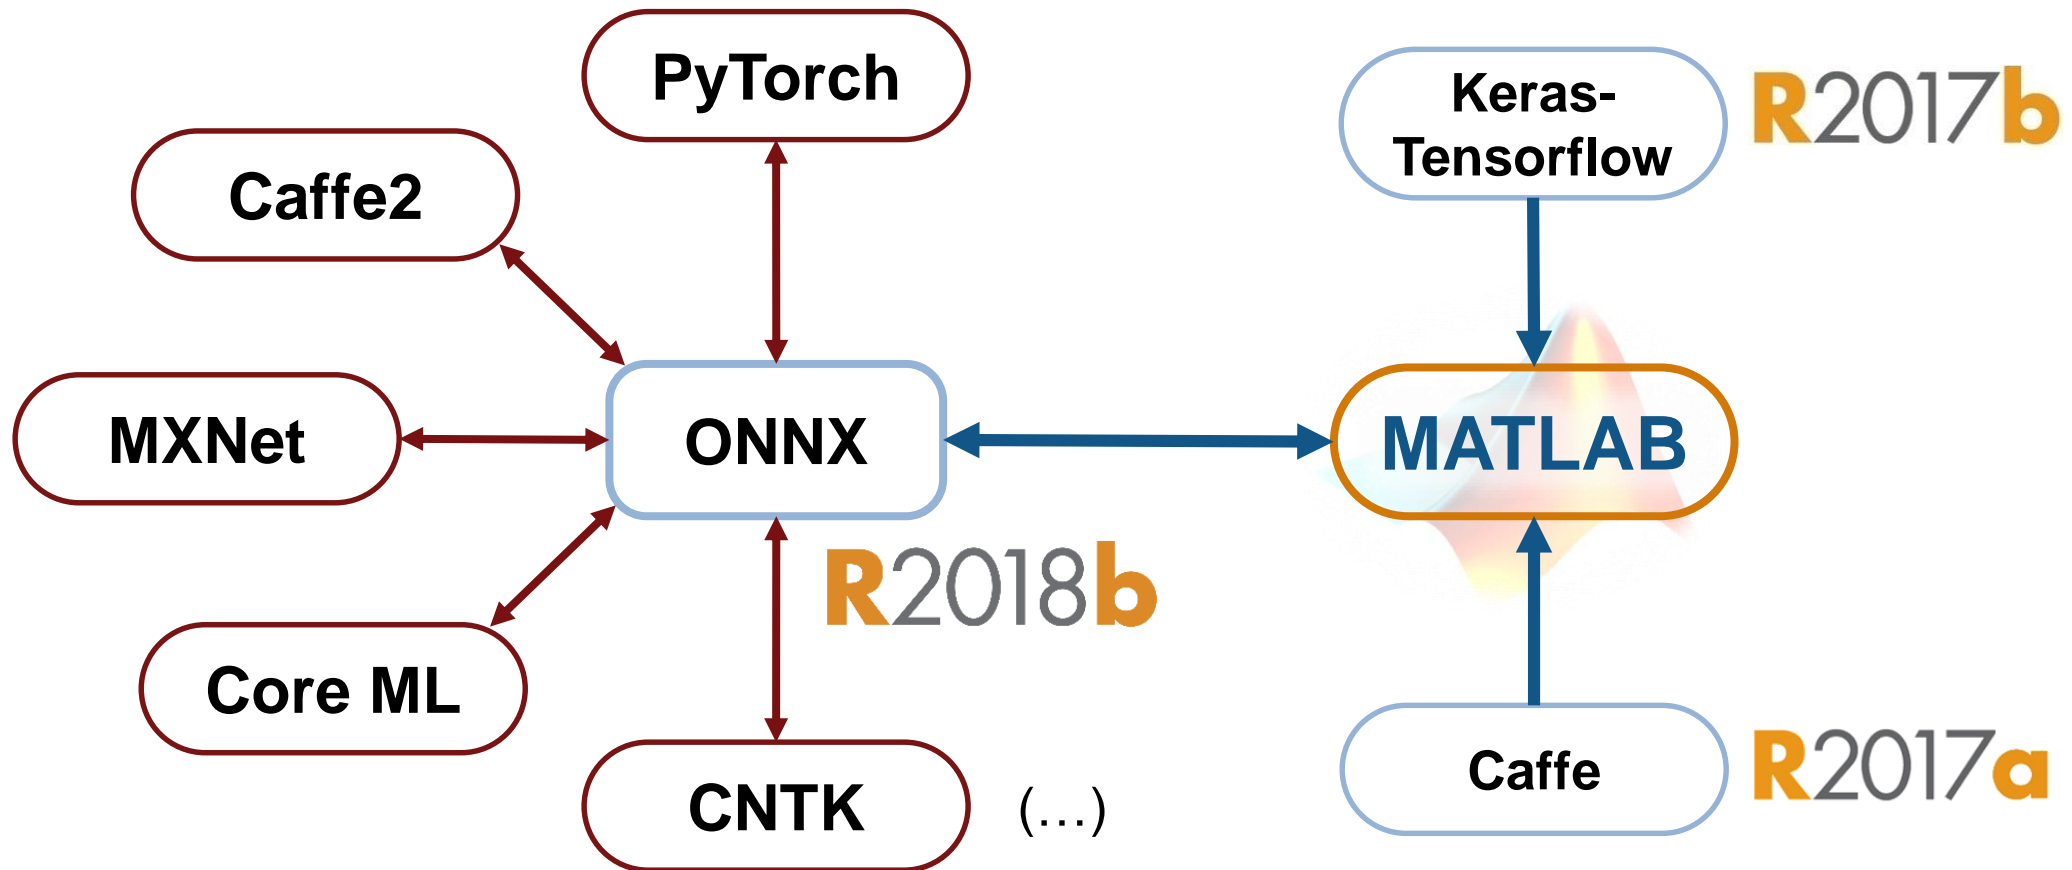 PyTorch
Keras-
Tensorflow
R2017b
Caffe2
MXNet
ONNX
MATLAB
R2018b
Core ML
CNTK
(...)
Caffe
R2017a